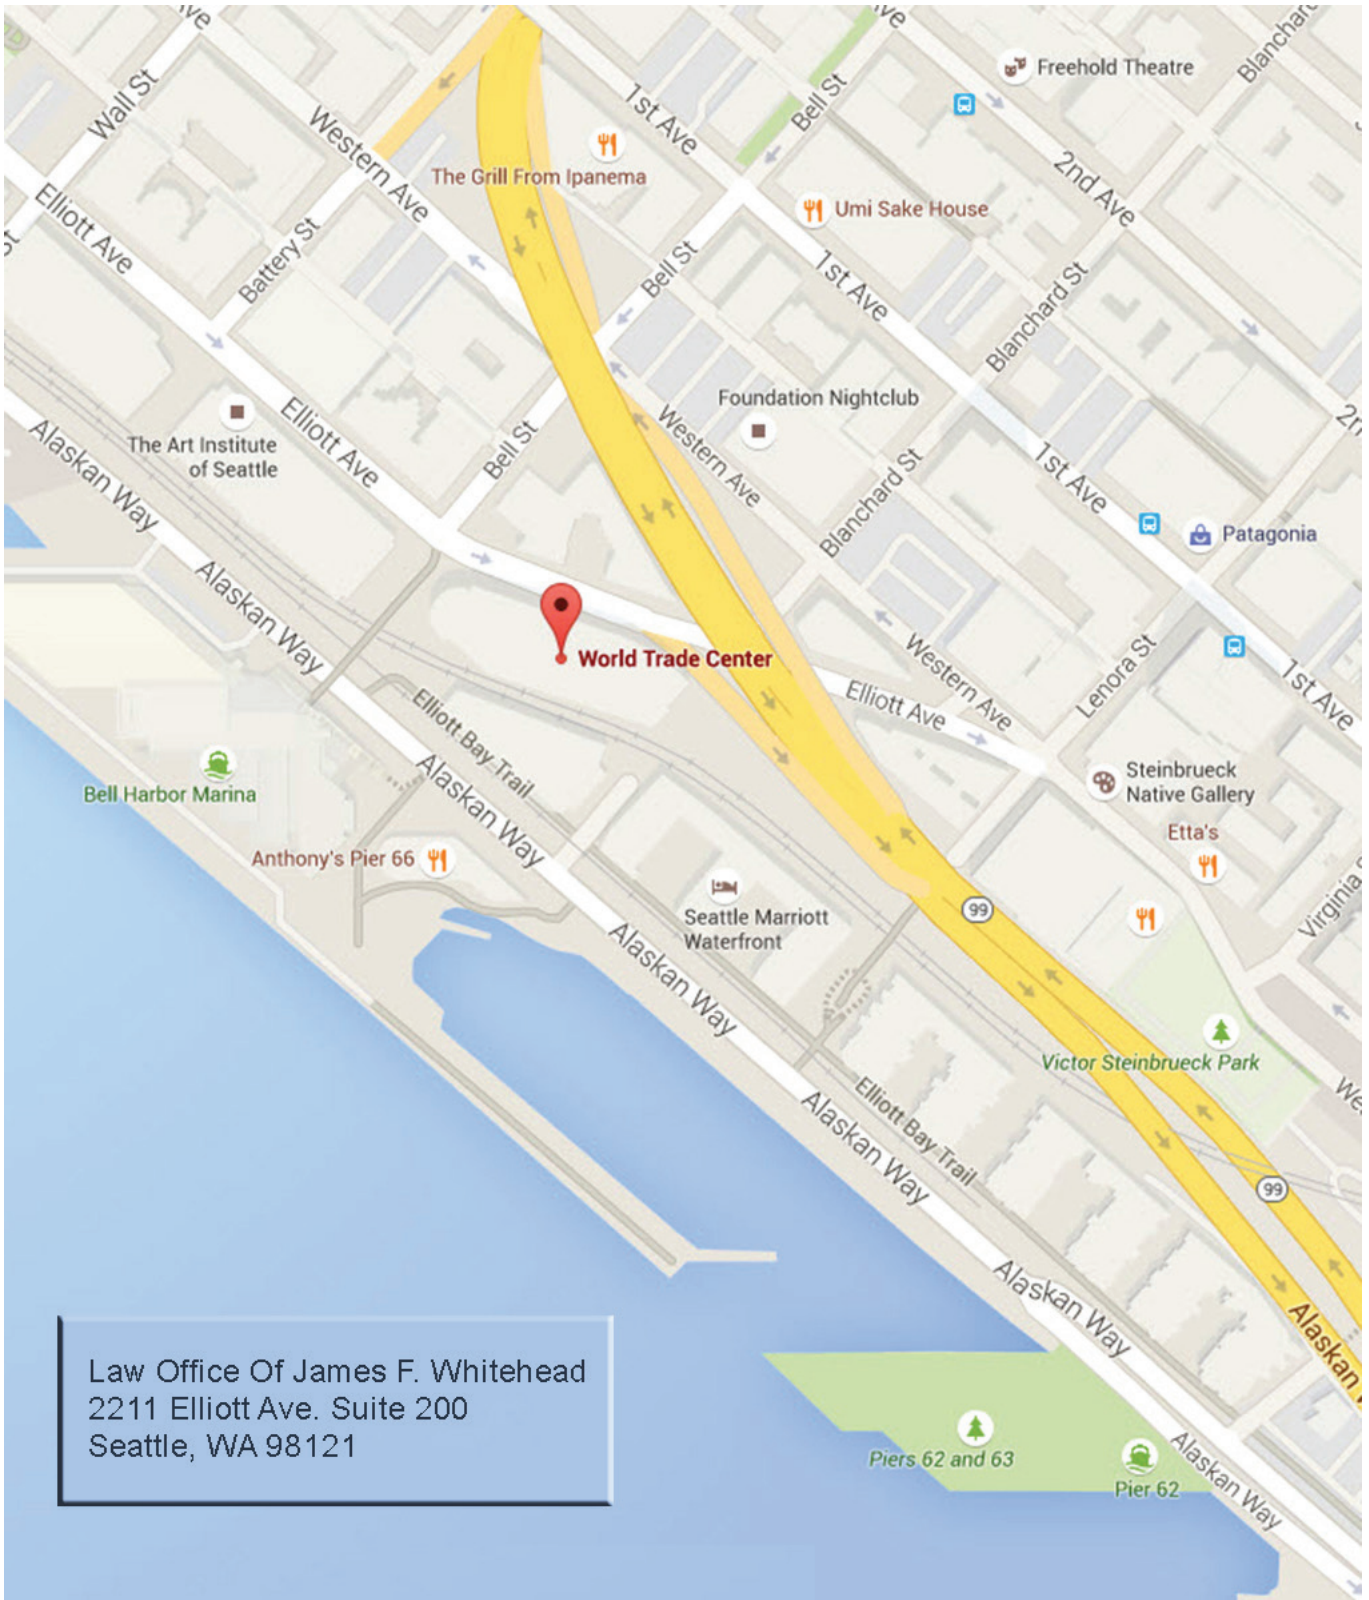 Ave
Ave
Blanchard
Freehold Theatre
Wall St
1st Ave
Bell St
Western Ave
2nd Ave
The Grill From Ipanema
Umi Sake House
Elliott Ave
St
Battery St
Bell St
1st Ave
Blanchard St
Foundation Nightclub
2n
Elliott Ave
The Art Institute
of Seattle
Alaskan Way
Bell St
Western Ave
1st Ave
Blanchard St
Patagonia
Alaskan Way
World Trade Center
Western Ave
Lenora St
1st Ave
Elliott Ave
Elliott Bay Trail
Bell Harbor Marina
Alaskan Way
Steinbrueck
Native Gallery
Etta's
Anthony's Pier 66
Seattle Marriott
Waterfront
99
Virginia
Alaskan Way
Victor Steinbrueck Park
We
Elliott Bay Trail
Alaskan Way
99
Alaskan Way
Alaskan
Law Office Of James F. Whitehead
2211 Elliott Ave. Suite 200
Seattle, WA 98121
Piers 62 and 63
Pier 62
Alaskan Way